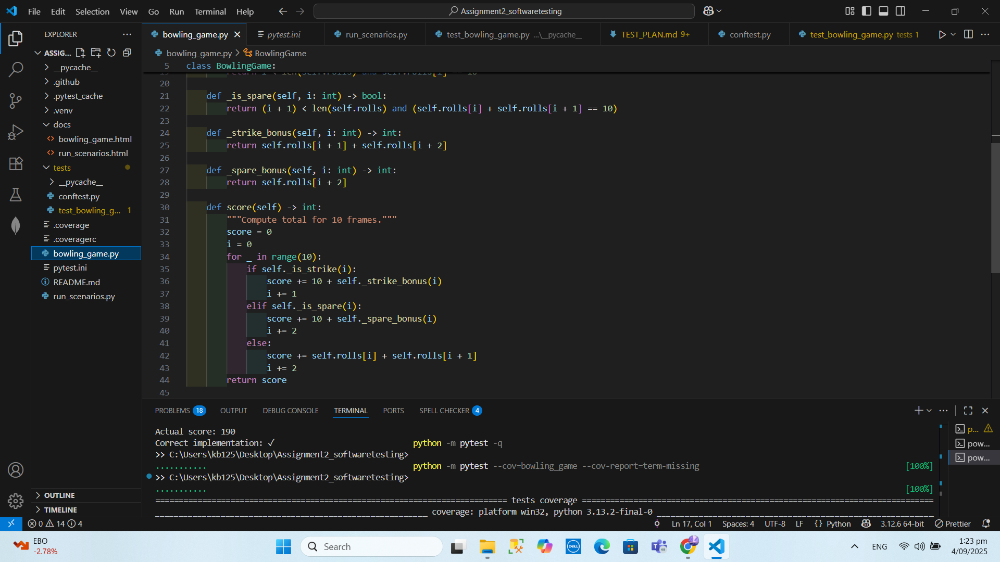 File Edit Selection View Go Run Terminal Help
Assignment2_softwaretesting
EXPLORER
ASSIG...
__pycache__
.github
.pytest_cache
.venv
docs
bowling_game.html
run_scenarios.html
tests
__pycache__
conftest.py
test_bowling_g... 1
.coverage
.coveragerc
bowling_game.py
pytest.ini
README.md
run_scenarios.py
OUTLINE
TIMELINE
bowling_game.py pytest.ini run_scenarios.py test_bowling_game.py ...\__pycache__ TEST_PLAN.md 9+ conftest.py test_bowling_game.py tests 1
bowling_game.py > BowlingGame
5 class BowlingGame:
20
21 def _is_spare(self, i: int) -> bool:
22 return (i + 1) < len(self.rolls) and (self.rolls[i] + self.rolls[i + 1] == 10)
23
24 def _strike_bonus(self, i: int) -> int:
25 return self.rolls[i + 1] + self.rolls[i + 2]
26
27 def _spare_bonus(self, i: int) -> int:
28 return self.rolls[i + 2]
29
30 def score(self) -> int:
31 """Compute total for 10 frames."""
32 score = 0
33 i = 0
34 for _ in range(10):
35 if self._is_strike(i):
36 score += 10 + self._strike_bonus(i)
37 i += 1
38 elif self._is_spare(i):
39 score += 10 + self._spare_bonus(i)
40 i += 2
41 else:
42 score += self.rolls[i] + self.rolls[i + 1]
43 i += 2
44 return score
45
PROBLEMS 18 OUTPUT DEBUG CONSOLE TERMINAL PORTS SPELL CHECKER 4
Actual score: 190
Correct implementation: ✓ python -m pytest -q
>> C:\Users\kb125\Desktop\Assignment2_softwaretesting>
........... python -m pytest --cov=bowling_game --cov-report=term-missing [100%]
>> C:\Users\kb125\Desktop\Assignment2_softwaretesting>
........... [100%]
tests coverage
coverage: platform win32, python 3.13.2-final-0
p...
pow...
pow...
0 14 4 Ln 17, Col 1 Spaces: 4 UTF-8 LF {} Python 3.12.6 64-bit Prettier
EBO
-2.78%
Search
DELL
ENG
1:23 pm
4/09/2025